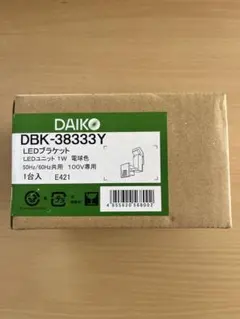 DAIKO
DBK-38333Y
LEDブラケット
LEDユニット 1W 電球色
50Hz/60Hz共用 100V専用
1台入 E421